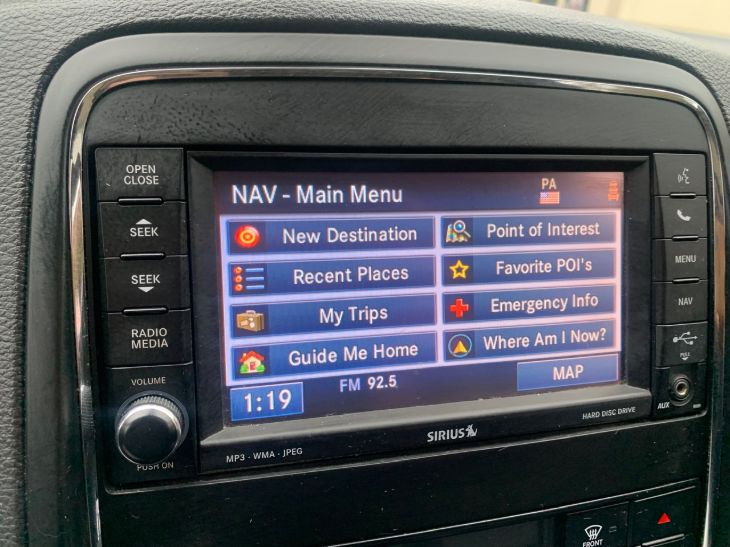 OPEN
CLOSE
SEEK
SEEK
RADIO
MEDIA
VOLUME
PUSH ON
NAV - Main Menu
PA
New Destination
Point of Interest
Recent Places
Favorite POI's
My Trips
Emergency Info
Guide Me Home
Where Am I Now?
1:19
FM 92.5
MAP
MENU
NAV
PULL
AUX
MP3 · WMA · JPEG
SIRIUS
HARD DISC DRIVE
FRONT